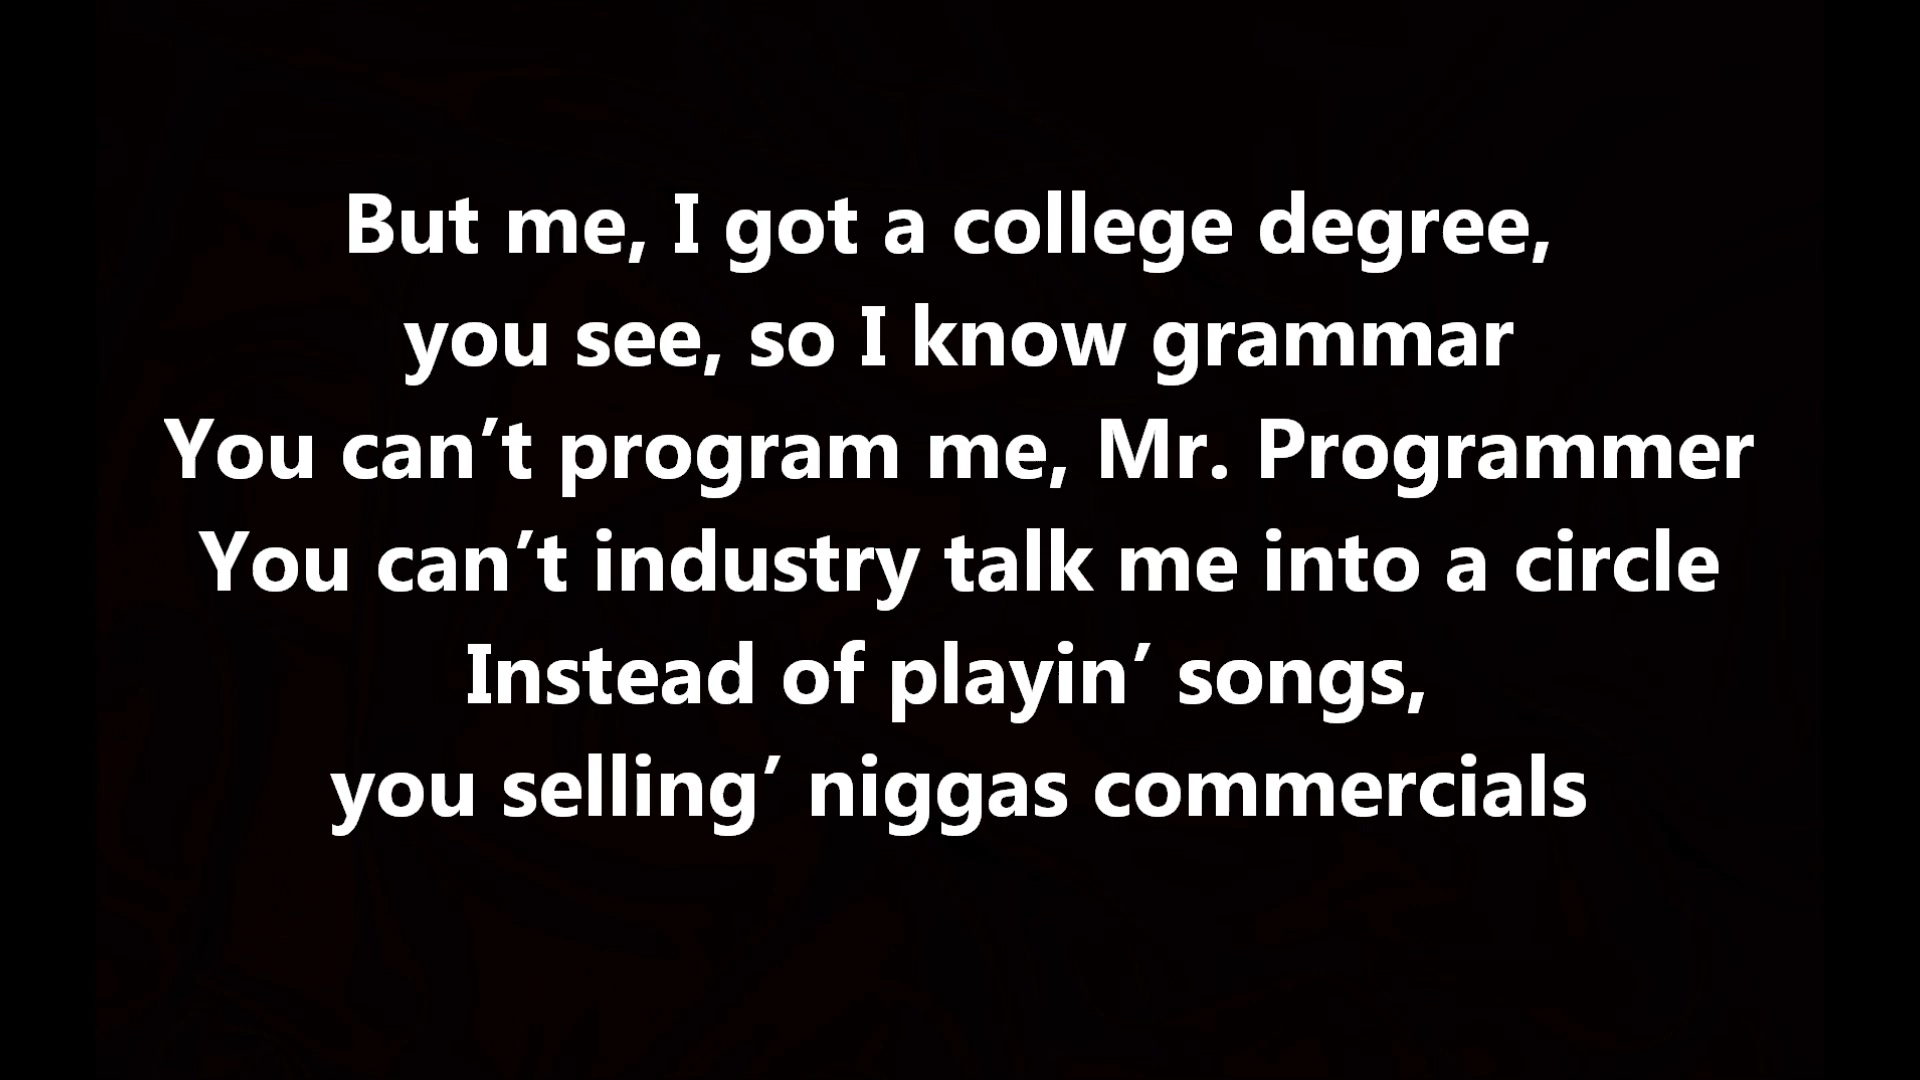 But me, I got a college degree,
you see, so I know grammar
You can’t program me, Mr. Programmer
You can’t industry talk me into a circle
Instead of playin’ songs,
you selling’ niggas commercials